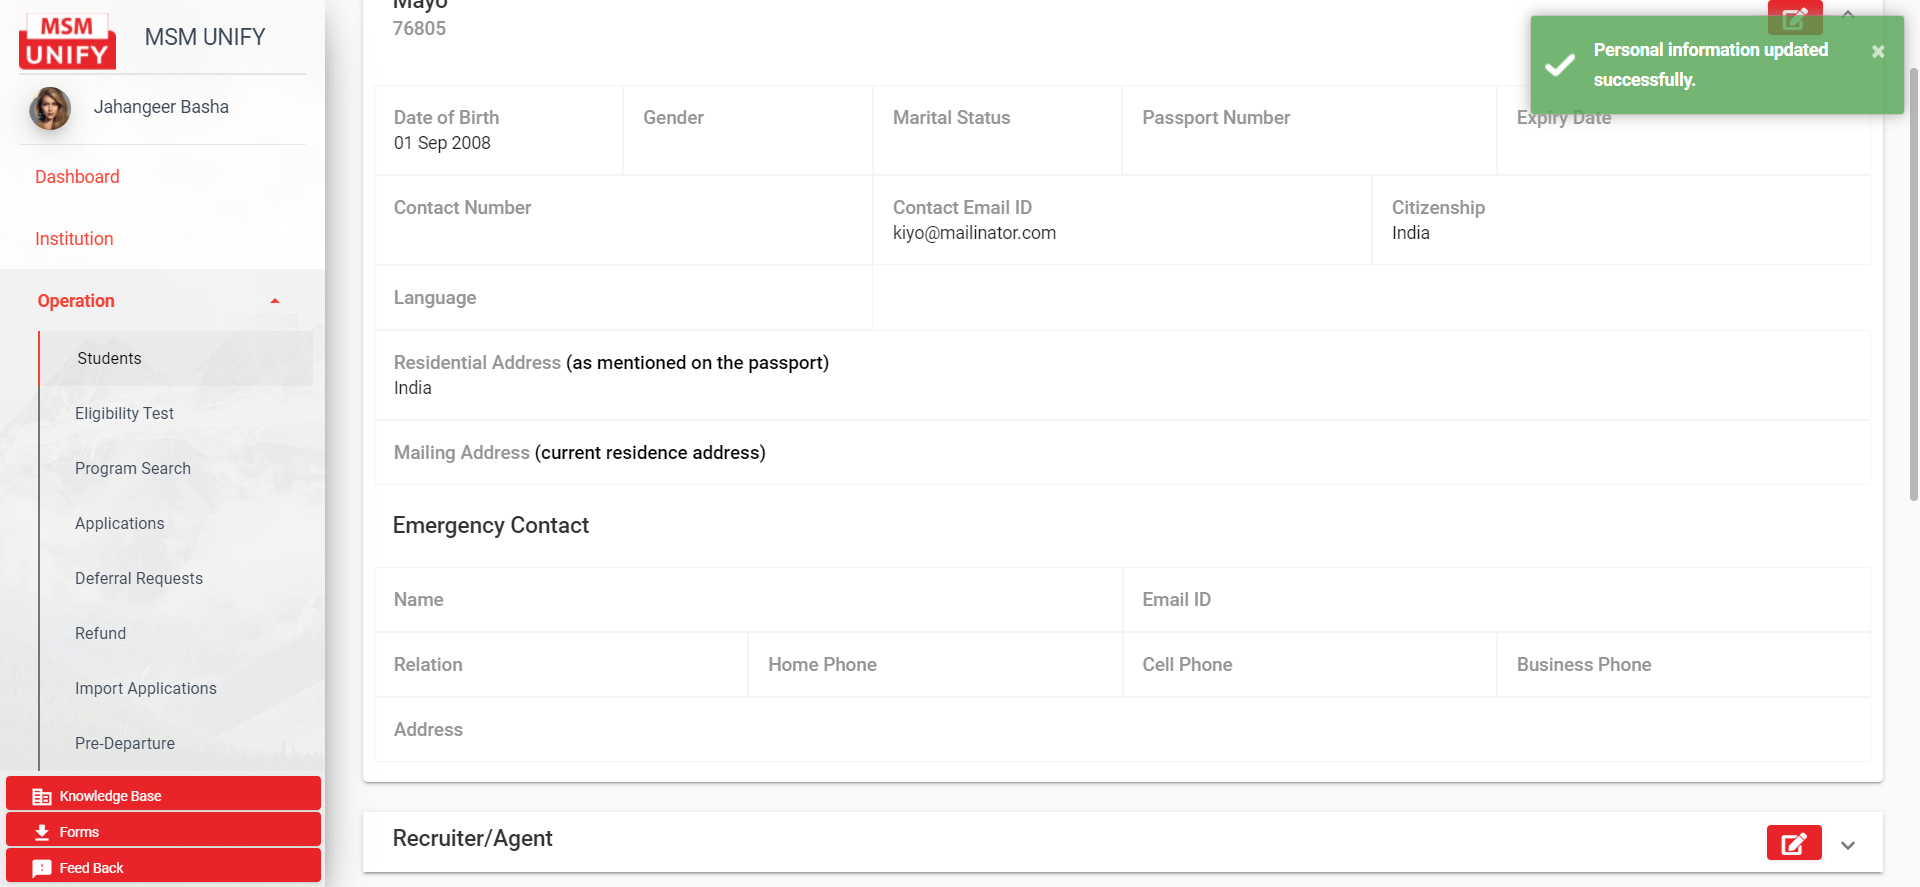 MSM
UNIFY
MSM UNIFY
Jahangeer Basha
Dashboard
Institution
Operation
Students
Eligibility Test
Program Search
Applications
Deferral Requests
Refund
Import Applications
Pre-Departure
Knowledge Base
Forms
Feed Back
Mayo
76805
Personal information updated
successfully.
Date of Birth
01 Sep 2008
Gender
Marital Status
Passport Number
Expiry Date
Contact Number
Contact Email ID
kiyo@mailinator.com
Citizenship
India
Language
Residential Address (as mentioned on the passport)
India
Mailing Address (current residence address)
Emergency Contact
Name
Email ID
Relation
Home Phone
Cell Phone
Business Phone
Address
Recruiter/Agent